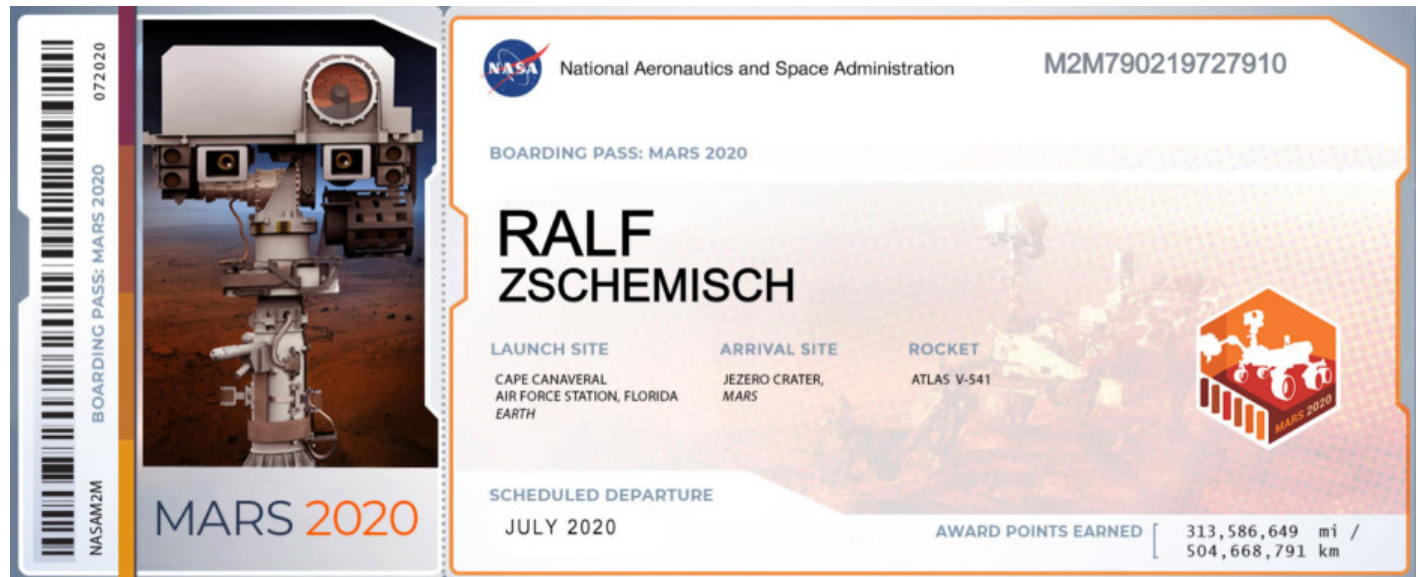 072020
BOARDING PASS: MARS 2020
NASAM2M
MARS 2020
NASA
National Aeronautics and Space Administration
M2M790219727910
BOARDING PASS: MARS 2020
RALF
ZSCHEMISCH
LAUNCH SITE
CAPE CANAVERAL
AIR FORCE STATION, FLORIDA
EARTH
ARRIVAL SITE
JEZERO CRATER,
MARS
ROCKET
ATLAS V-541
MARS 2020
SCHEDULED DEPARTURE
JULY 2020
AWARD POINTS EARNED
313,586,649 mi /
504,668,791 km